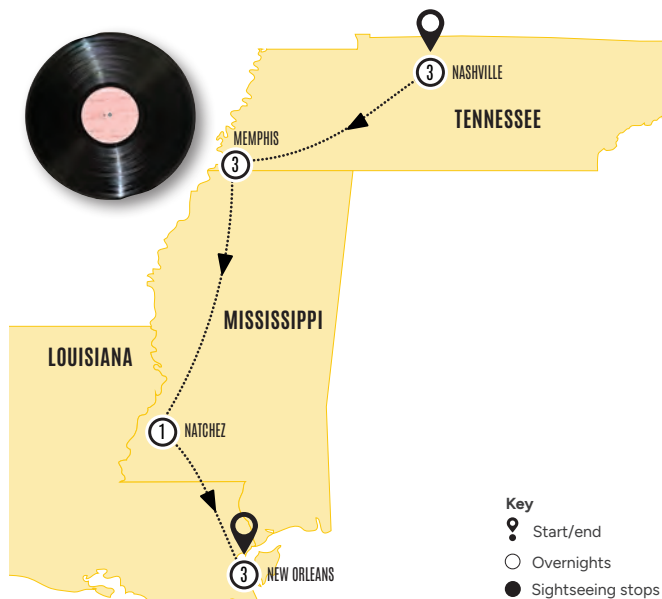 3 NASHVILLE
TENNESSEE
MEMPHIS
3
MISSISSIPPI
LOUISIANA
1 NATCHEZ
Key
Start/end
Overnights
3 NEW ORLEANS
Sightseeing stops